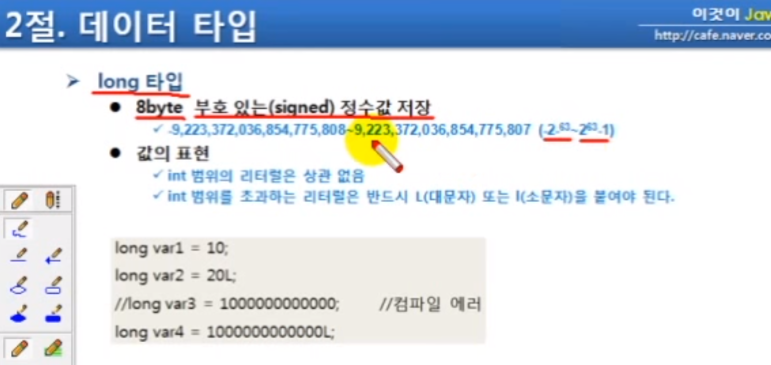 2절. 데이터 타입
이것이 Jav
http://cafe.naver.co
long 타입
8byte 부호 있는(signed) 정수값 저장
-9,223,372,036,854,775,808~9,223,372,036,854,775,807 (-2-63~2⁶³-1)
값의 표현
int 범위의 리터럴은 상관 없음
int 범위를 초과하는 리터럴은 반드시 L(대문자) 또는 l(소문자)을 붙여야 된다.
long var1 = 10;
long var2 = 20L;
//long var3 = 1000000000000; //컴파일 에러
long var4 = 1000000000000L;